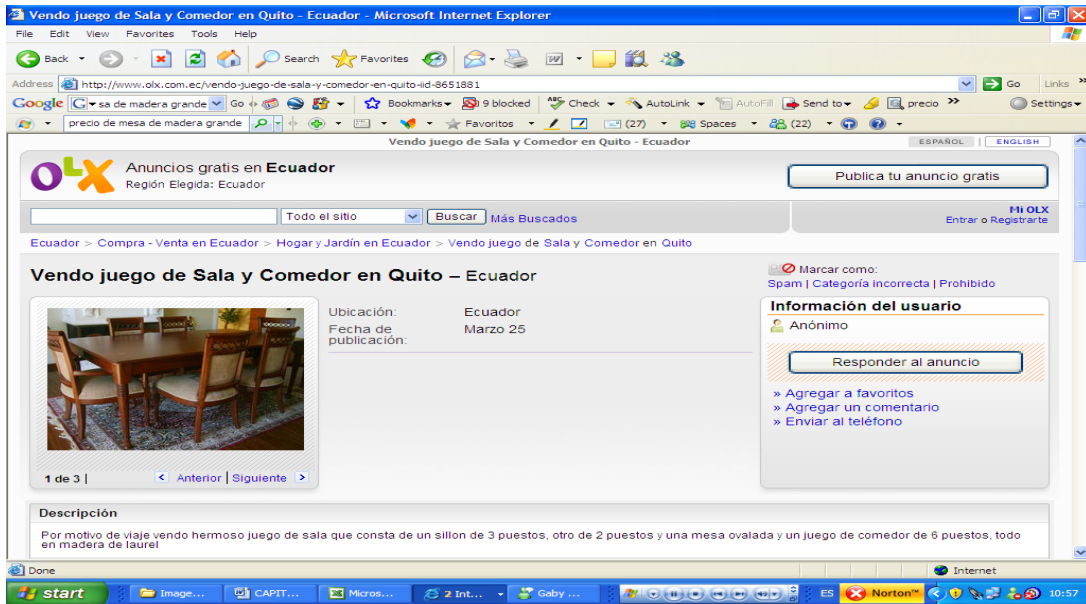 Vendo juego de Sala y Comedor en Quito - Ecuador - Microsoft Internet Explorer
File Edit View Favorites Tools Help
Back Search Favorites
Address http://www.olx.com.ec/vendo-juego-de-sala-y-comedor-en-quito-iid-8651881 Go Links »
Google G sa de madera grande Go Bookmarks 9 blocked ABC Check AutoLink AutoFill Send to precio » Settings
precio de mesa de madera grande Favoritos (27) Spaces (22)
Vendo juego de Sala y Comedor en Quito - Ecuador ESPAÑOL | ENGLISH
OLX
Anuncios gratis en Ecuador
Región Elegida: Ecuador
Publica tu anuncio gratis
Todo el sitio Buscar Más Buscados
Mi OLX
Entrar o Registrarte
Ecuador > Compra - Venta en Ecuador > Hogar y Jardín en Ecuador > Vendo juego de Sala y Comedor en Quito
Vendo juego de Sala y Comedor en Quito – Ecuador
Marcar como:
Spam | Categoría incorrecta | Prohibido
Ubicación: Ecuador
Fecha de publicación: Marzo 25
Información del usuario
Anónimo
Responder al anuncio
» Agregar a favoritos
» Agregar un comentario
» Enviar al teléfono
1 de 3 | < Anterior | Siguiente >
Descripción
Por motivo de viaje vendo hermoso juego de sala que consta de un sillon de 3 puestos, otro de 2 puestos y una mesa ovalada y un juego de comedor de 6 puestos, todo
en madera de laurel
Done Internet
start Image... CAPIT... Micros... 2 Int... Gaby ... ES Norton™ 10:57